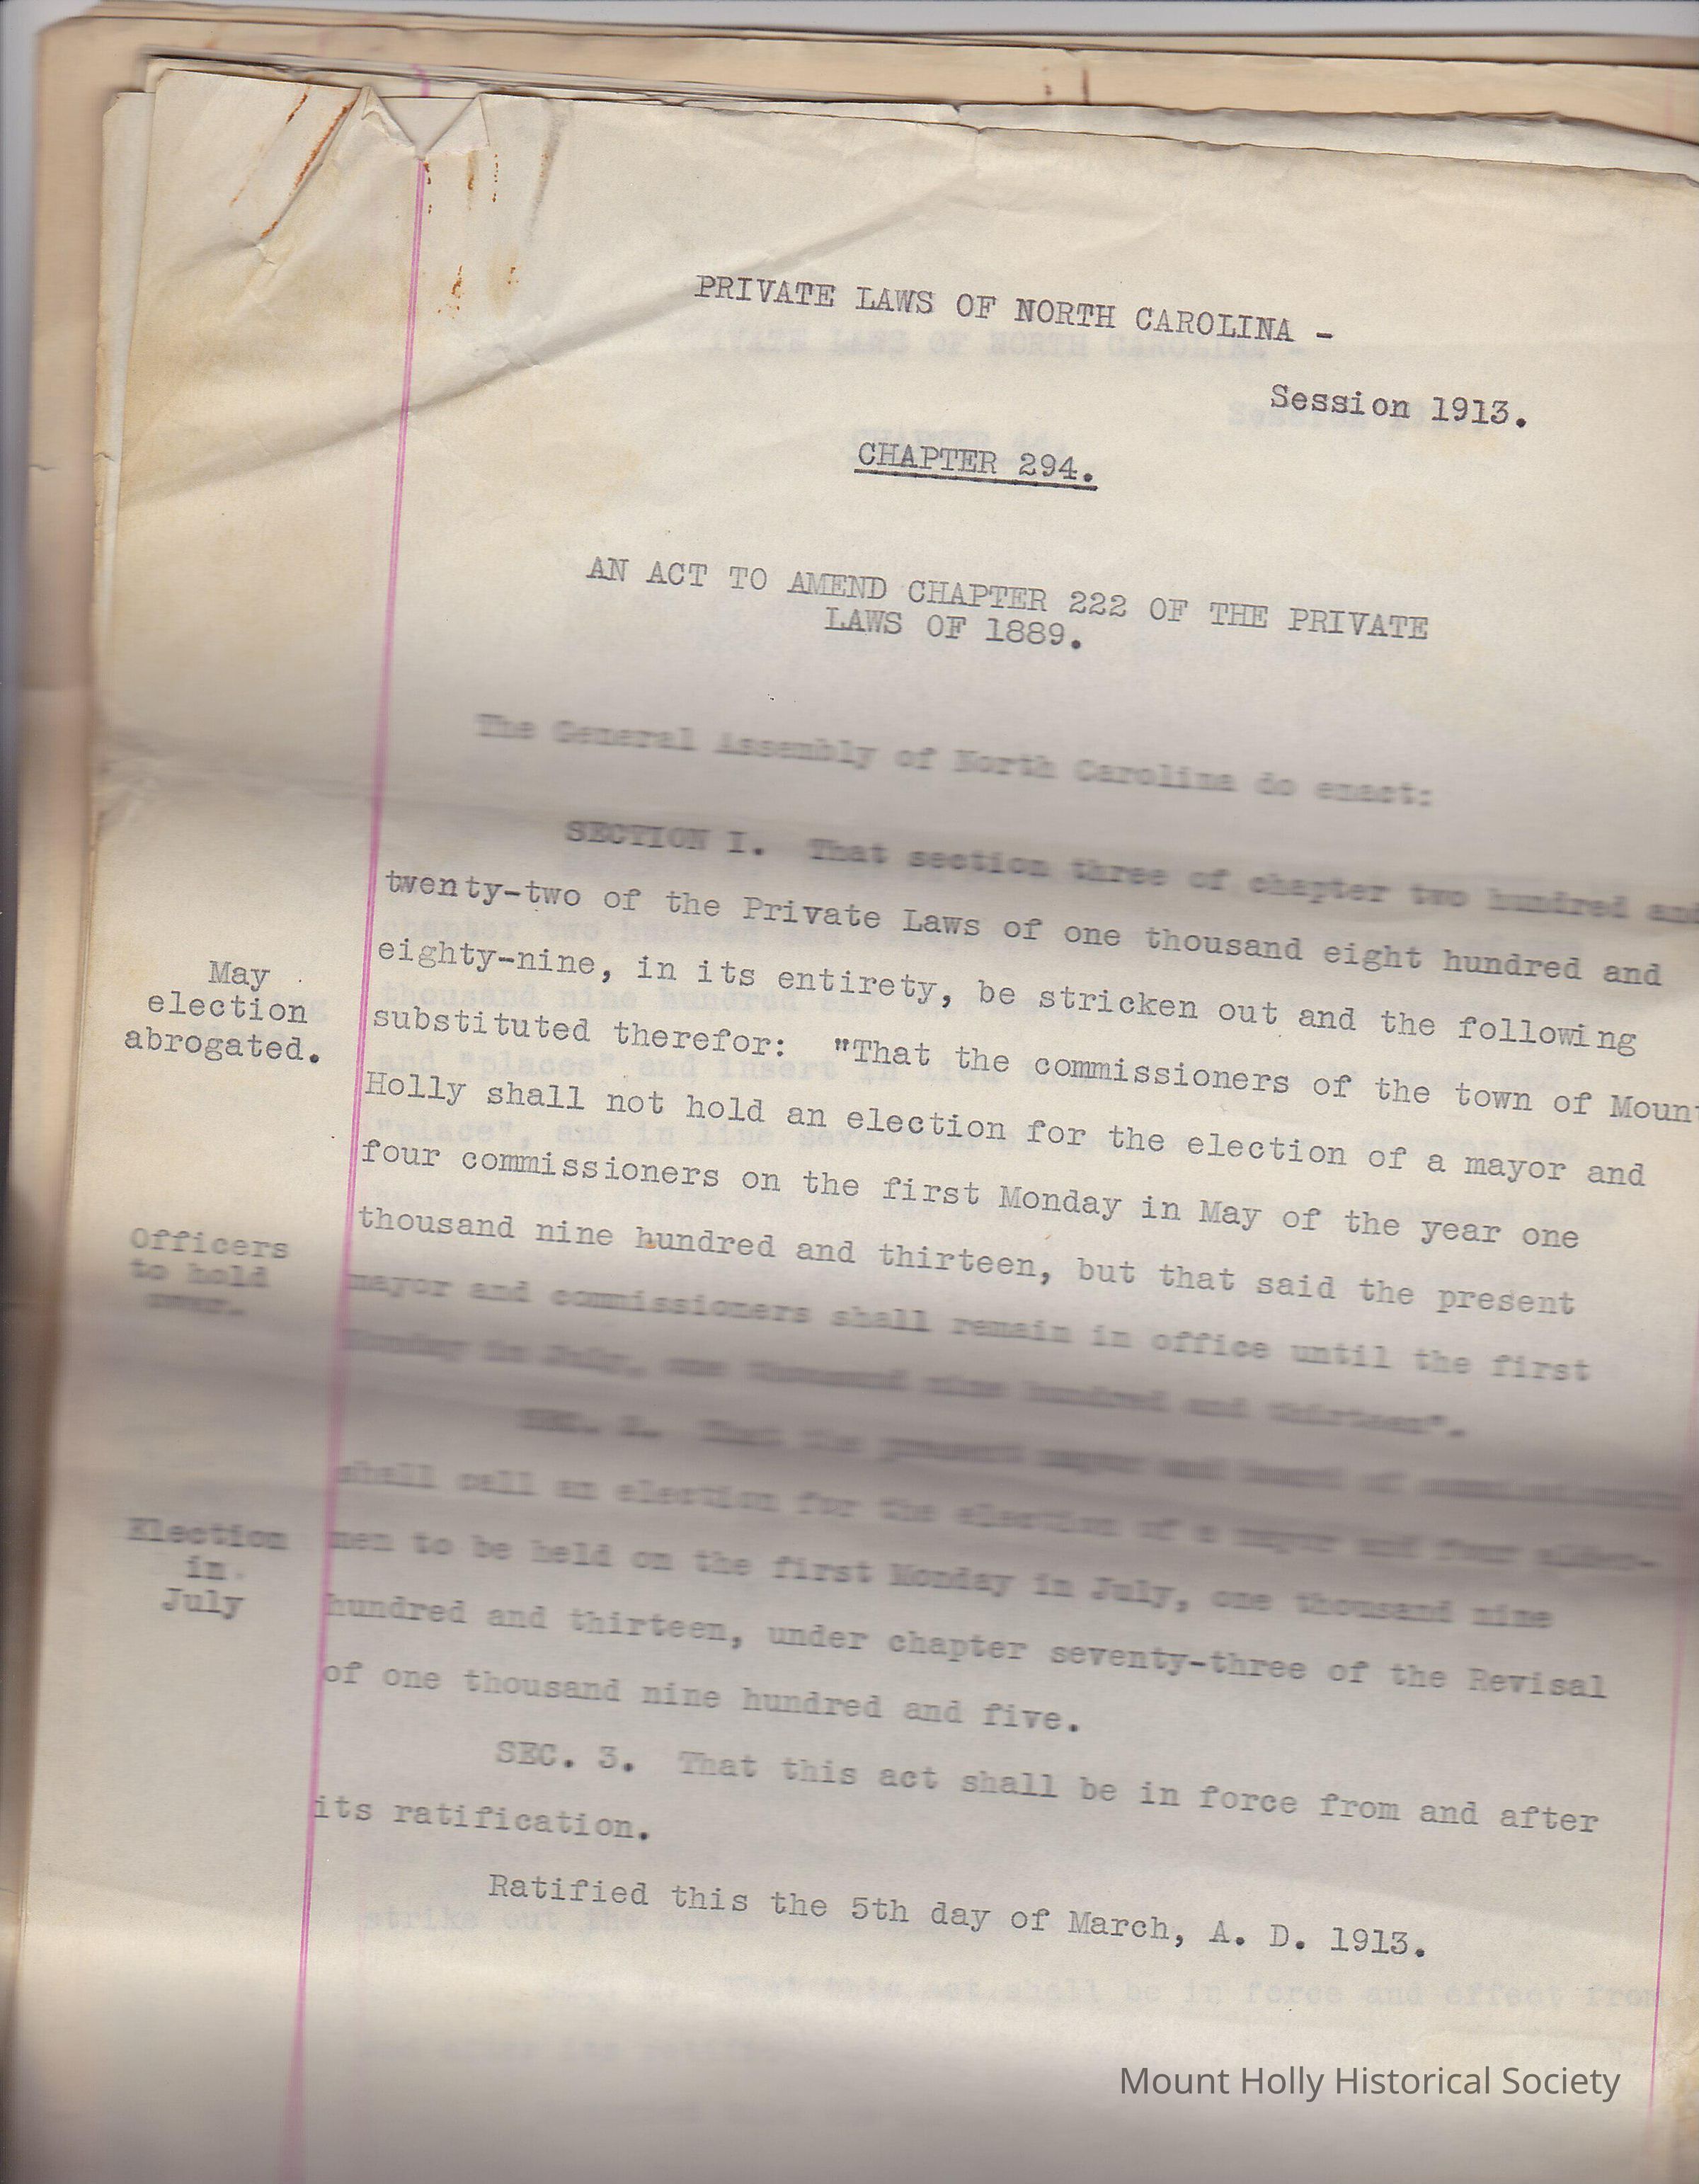 PRIVATE LAWS OF NORTH CAROLINA -
Session 1913.
CHAPTER 294.
AN ACT TO AMEND CHAPTER 222 OF THE PRIVATE
LAWS OF 1889.
The General Assembly of North Carolina do enact:
SECTION I. That section three of chapter two hundred and
twenty-two of the Private Laws of one thousand eight hundred and
eighty-nine, in its entirety, be stricken out and the following
substituted therefor: "That the commissioners of the town of Mount
Holly shall not hold an election for the election of a mayor and
four commissioners on the first Monday in May of the year one
thousand nine hundred and thirteen, but that said the present
mayor and commissioners shall remain in office until the first
Monday in July, one thousand nine hundred and thirteen".
SEC. 2. That the present mayor and board of commissioners
shall call an election for the election of a mayor and four alder-
men to be held on the first Monday in July, one thousand nine
hundred and thirteen, under chapter seventy-three of the Revisal
of one thousand nine hundred and five.
SEC. 3. That this act shall be in force from and after
its ratification.
Ratified this the 5th day of March, A. D. 1913.
May
election
abrogated.
Officers
to hold
over.
Election
in
July
Mount Holly Historical Society